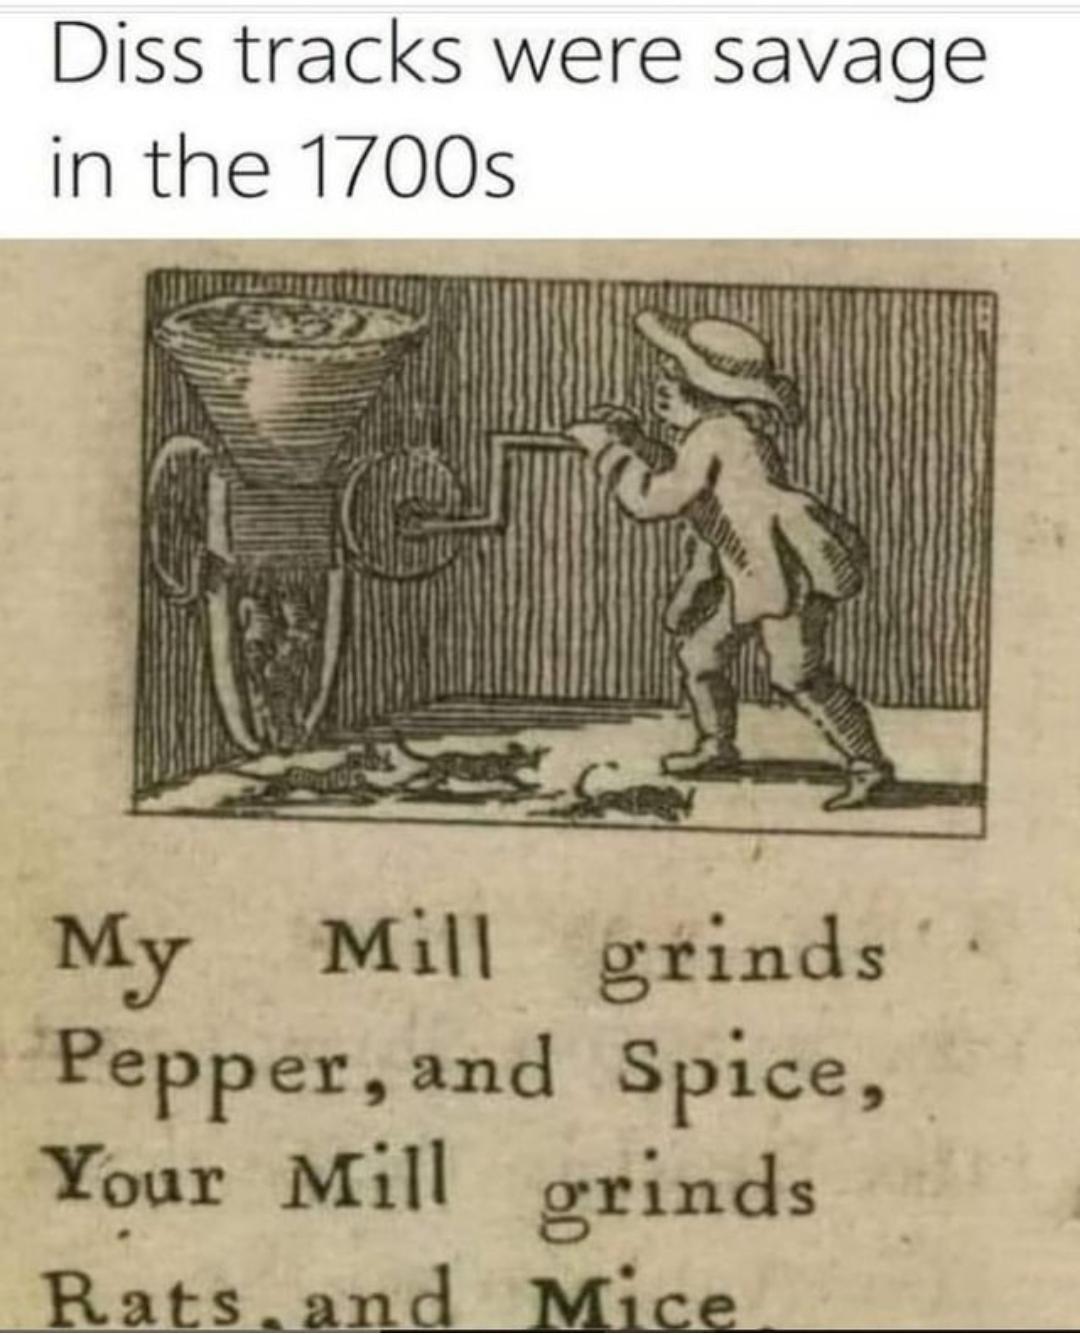 Diss tracks were savage
in the 1700s
My Mill grinds
Pepper, and Spice,
Your Mill grinds
Rats, and Mice.